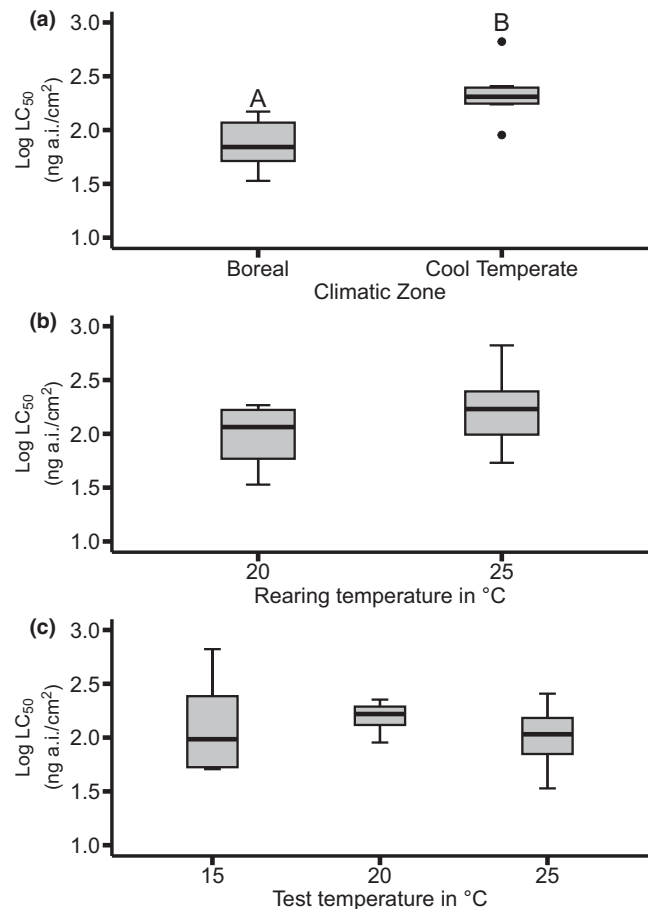 (a)
3.0
2.5
2.0
1.5
1.0
Log LC₅₀
(ng a.i./cm²)
A
B
Boreal
Cool Temperate
Climatic Zone
(b)
3.0
2.5
2.0
1.5
1.0
Log LC₅₀
(ng a.i./cm²)
20
25
Rearing temperature in °C
(c)
3.0
2.5
2.0
1.5
1.0
Log LC₅₀
(ng a.i./cm²)
15
20
25
Test temperature in °C